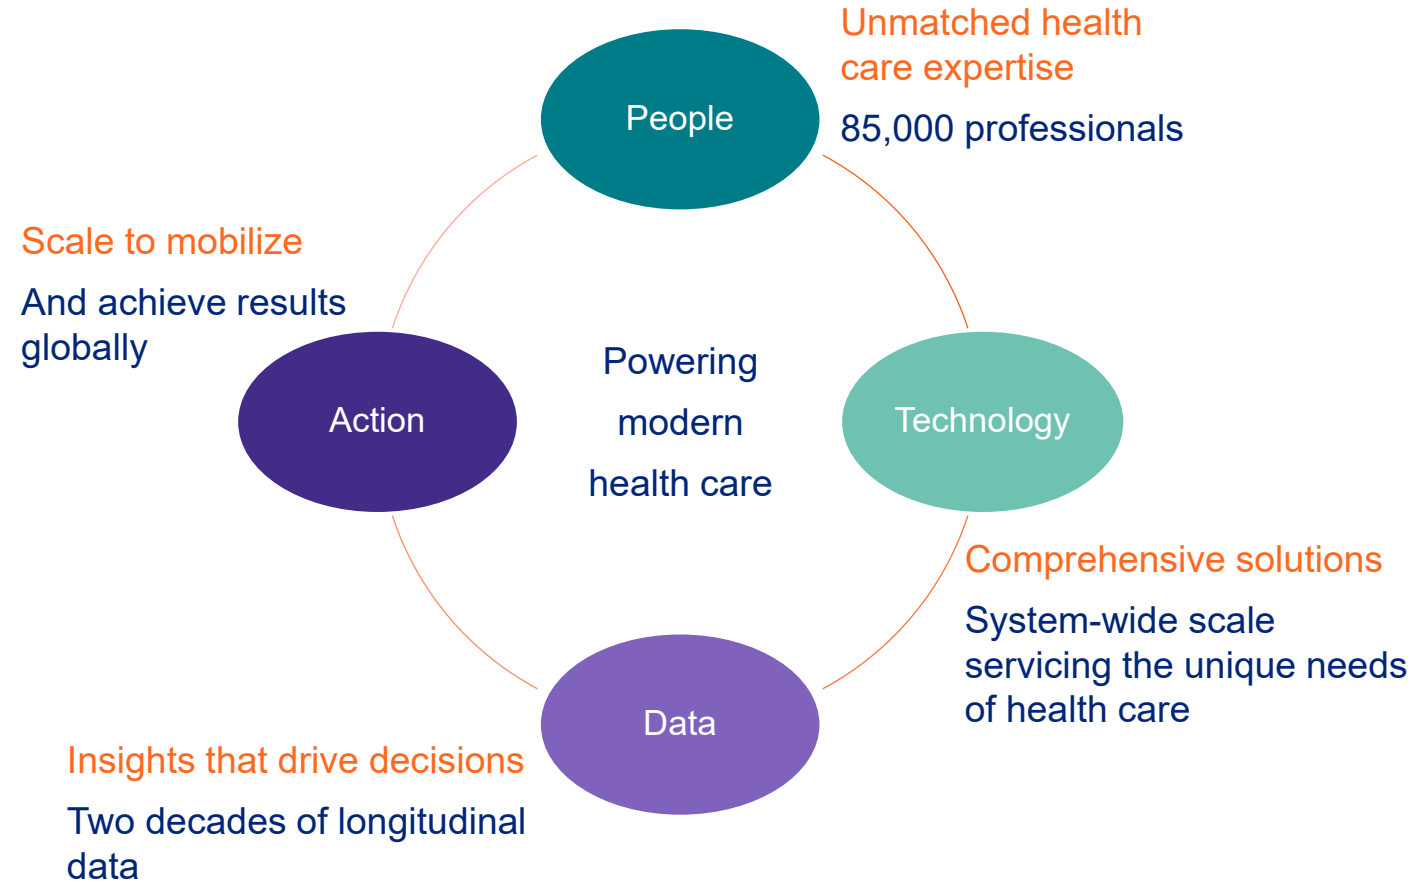 Unmatched health
care expertise
85,000 professionals
People
Scale to mobilize
And achieve results
globally
Action
Powering
modern
health care
Technology
Comprehensive solutions
System-wide scale
servicing the unique needs
of health care
Data
Insights that drive decisions
Two decades of longitudinal
data